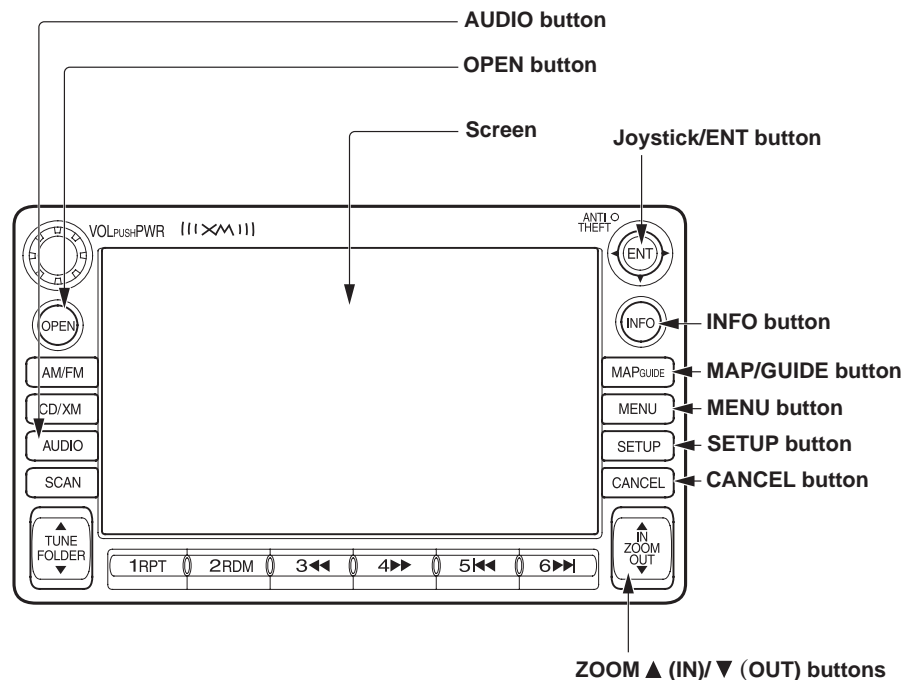 AUDIO button
OPEN button
Screen
Joystick/ENT button
VOL PUSH PWR
XM
ANTI
THEFT
ENT
OPEN
INFO
INFO button
AM/FM
MAP GUIDE
MAP/GUIDE button
CD/XM
MENU
MENU button
AUDIO
SETUP
SETUP button
SCAN
CANCEL
CANCEL button
▲
TUNE
FOLDER
▼
▲
IN
ZOOM
OUT
▼
1RPT
2RDM
3◀◀
4▶▶
5|◀◀
6▶▶|
ZOOM ▲ (IN)/ ▼ (OUT) buttons